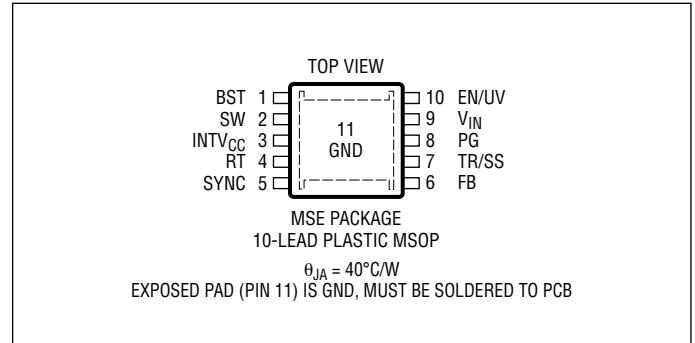 TOP VIEW
BST 1
SW 2
INTVCC 3
RT 4
SYNC 5
11
GND
10 EN/UV
9 VIN
8 PG
7 TR/SS
6 FB
MSE PACKAGE
10-LEAD PLASTIC MSOP
θJA = 40°C/W
EXPOSED PAD (PIN 11) IS GND, MUST BE SOLDERED TO PCB